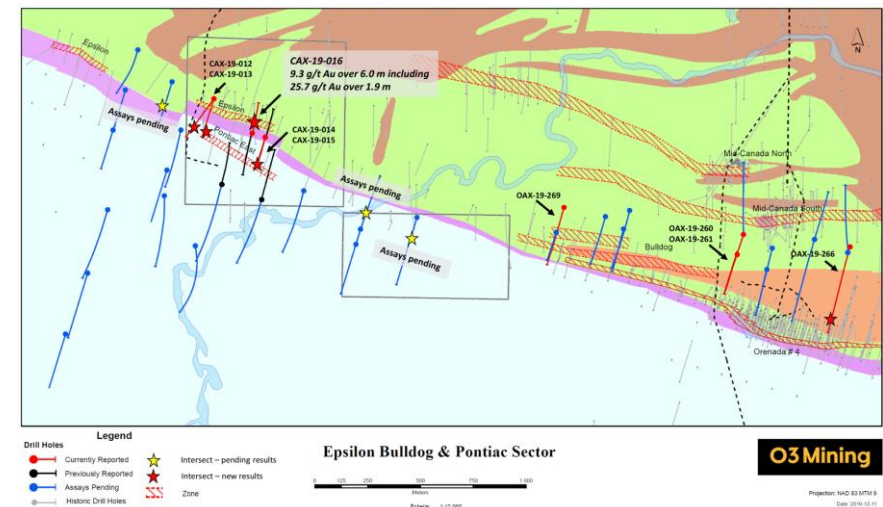 Epsilon
CAX-19-012
CAX-19-013
CAX-19-016
9.3 g/t Au over 6.0 m including
25.7 g/t Au over 1.9 m
N
Epsilon
Assays pending
Pontiac East
CAX-19-014
CAX-19-015
Mid-Canada North
Assays pending
OAX-19-269
Mid-Canada South
OAX-19-260
OAX-19-261
Bulldog
OAX-19-266
Assays pending
Orenada # 4
Legend
Drill Holes
Currently Reported
Previously Reported
Assays Pending
Historic Drill Holes
Intersect – pending results
Intersect – new results
Zone
Epsilon Bulldog & Pontiac Sector
0 125 250 500 750 1 000
Meters
O3 Mining
Projection: NAD 83 MTM 9
Date: 2019-12-11